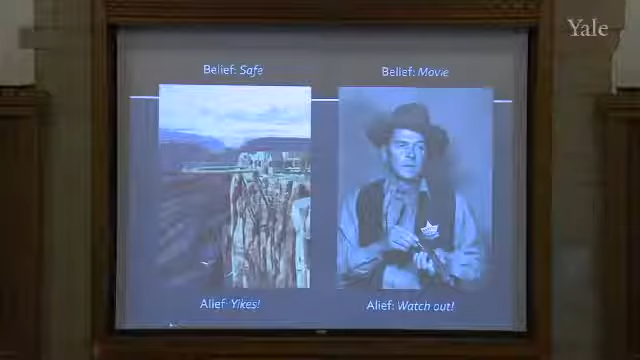 Yale
Belief: Safe
Belief: Movie
Alief: Yikes!
Alief: Watch out!